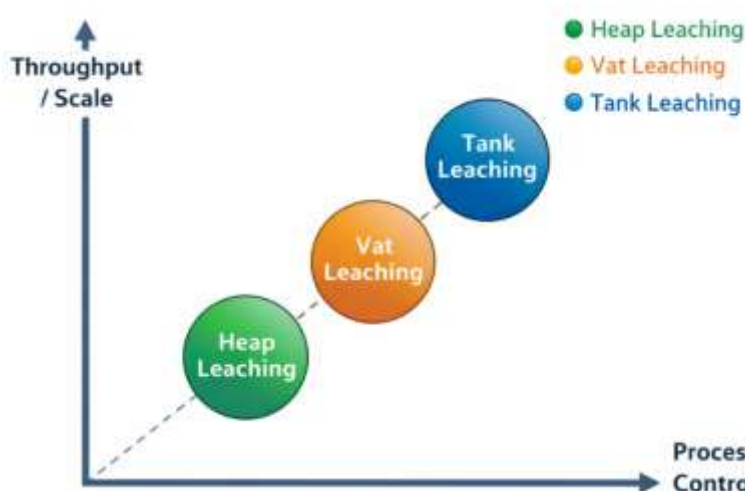 Throughput
/ Scale
Heap Leaching
Vat Leaching
Tank Leaching
Tank
Leaching
Vat
Leaching
Heap
Leaching
Proces
Contro